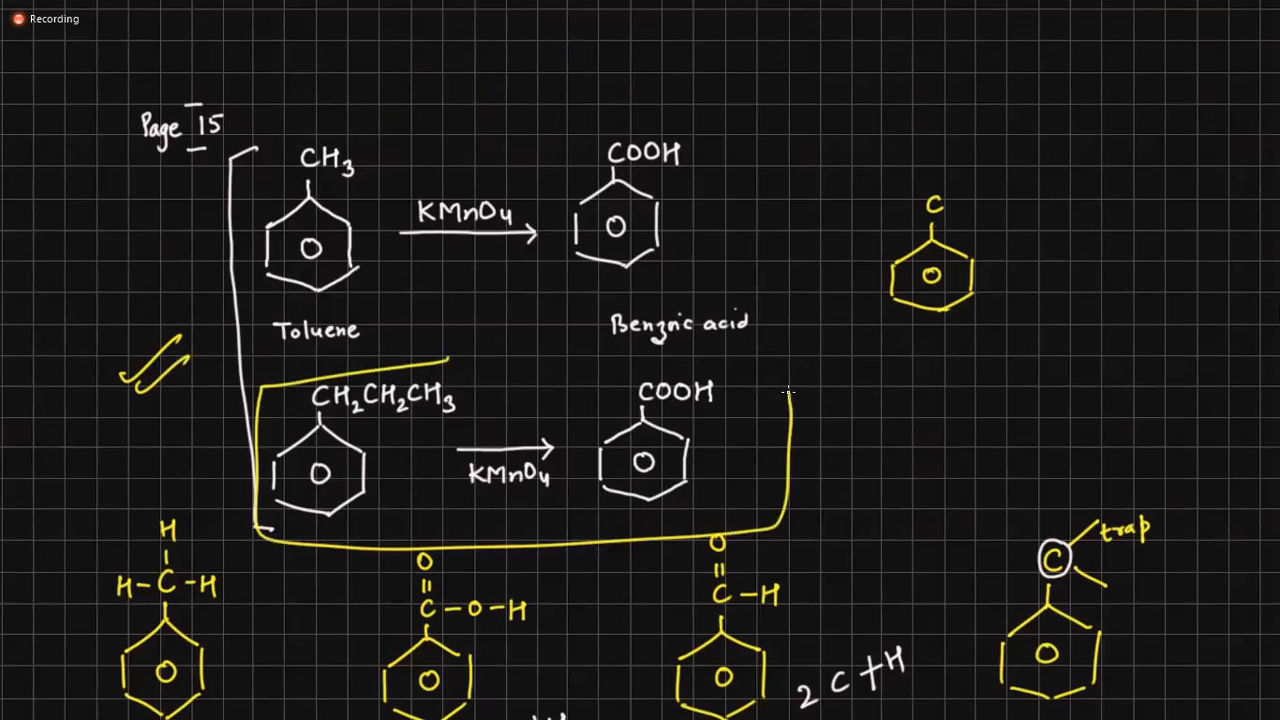 Recording
Page 15
CH3
KMnO4
COOH
C
Toluene
Benzoic acid
CH2CH2CH3
KMnO4
COOH
H
H-C-H
O
C-O-H
O
C-H
C trap
2 C H